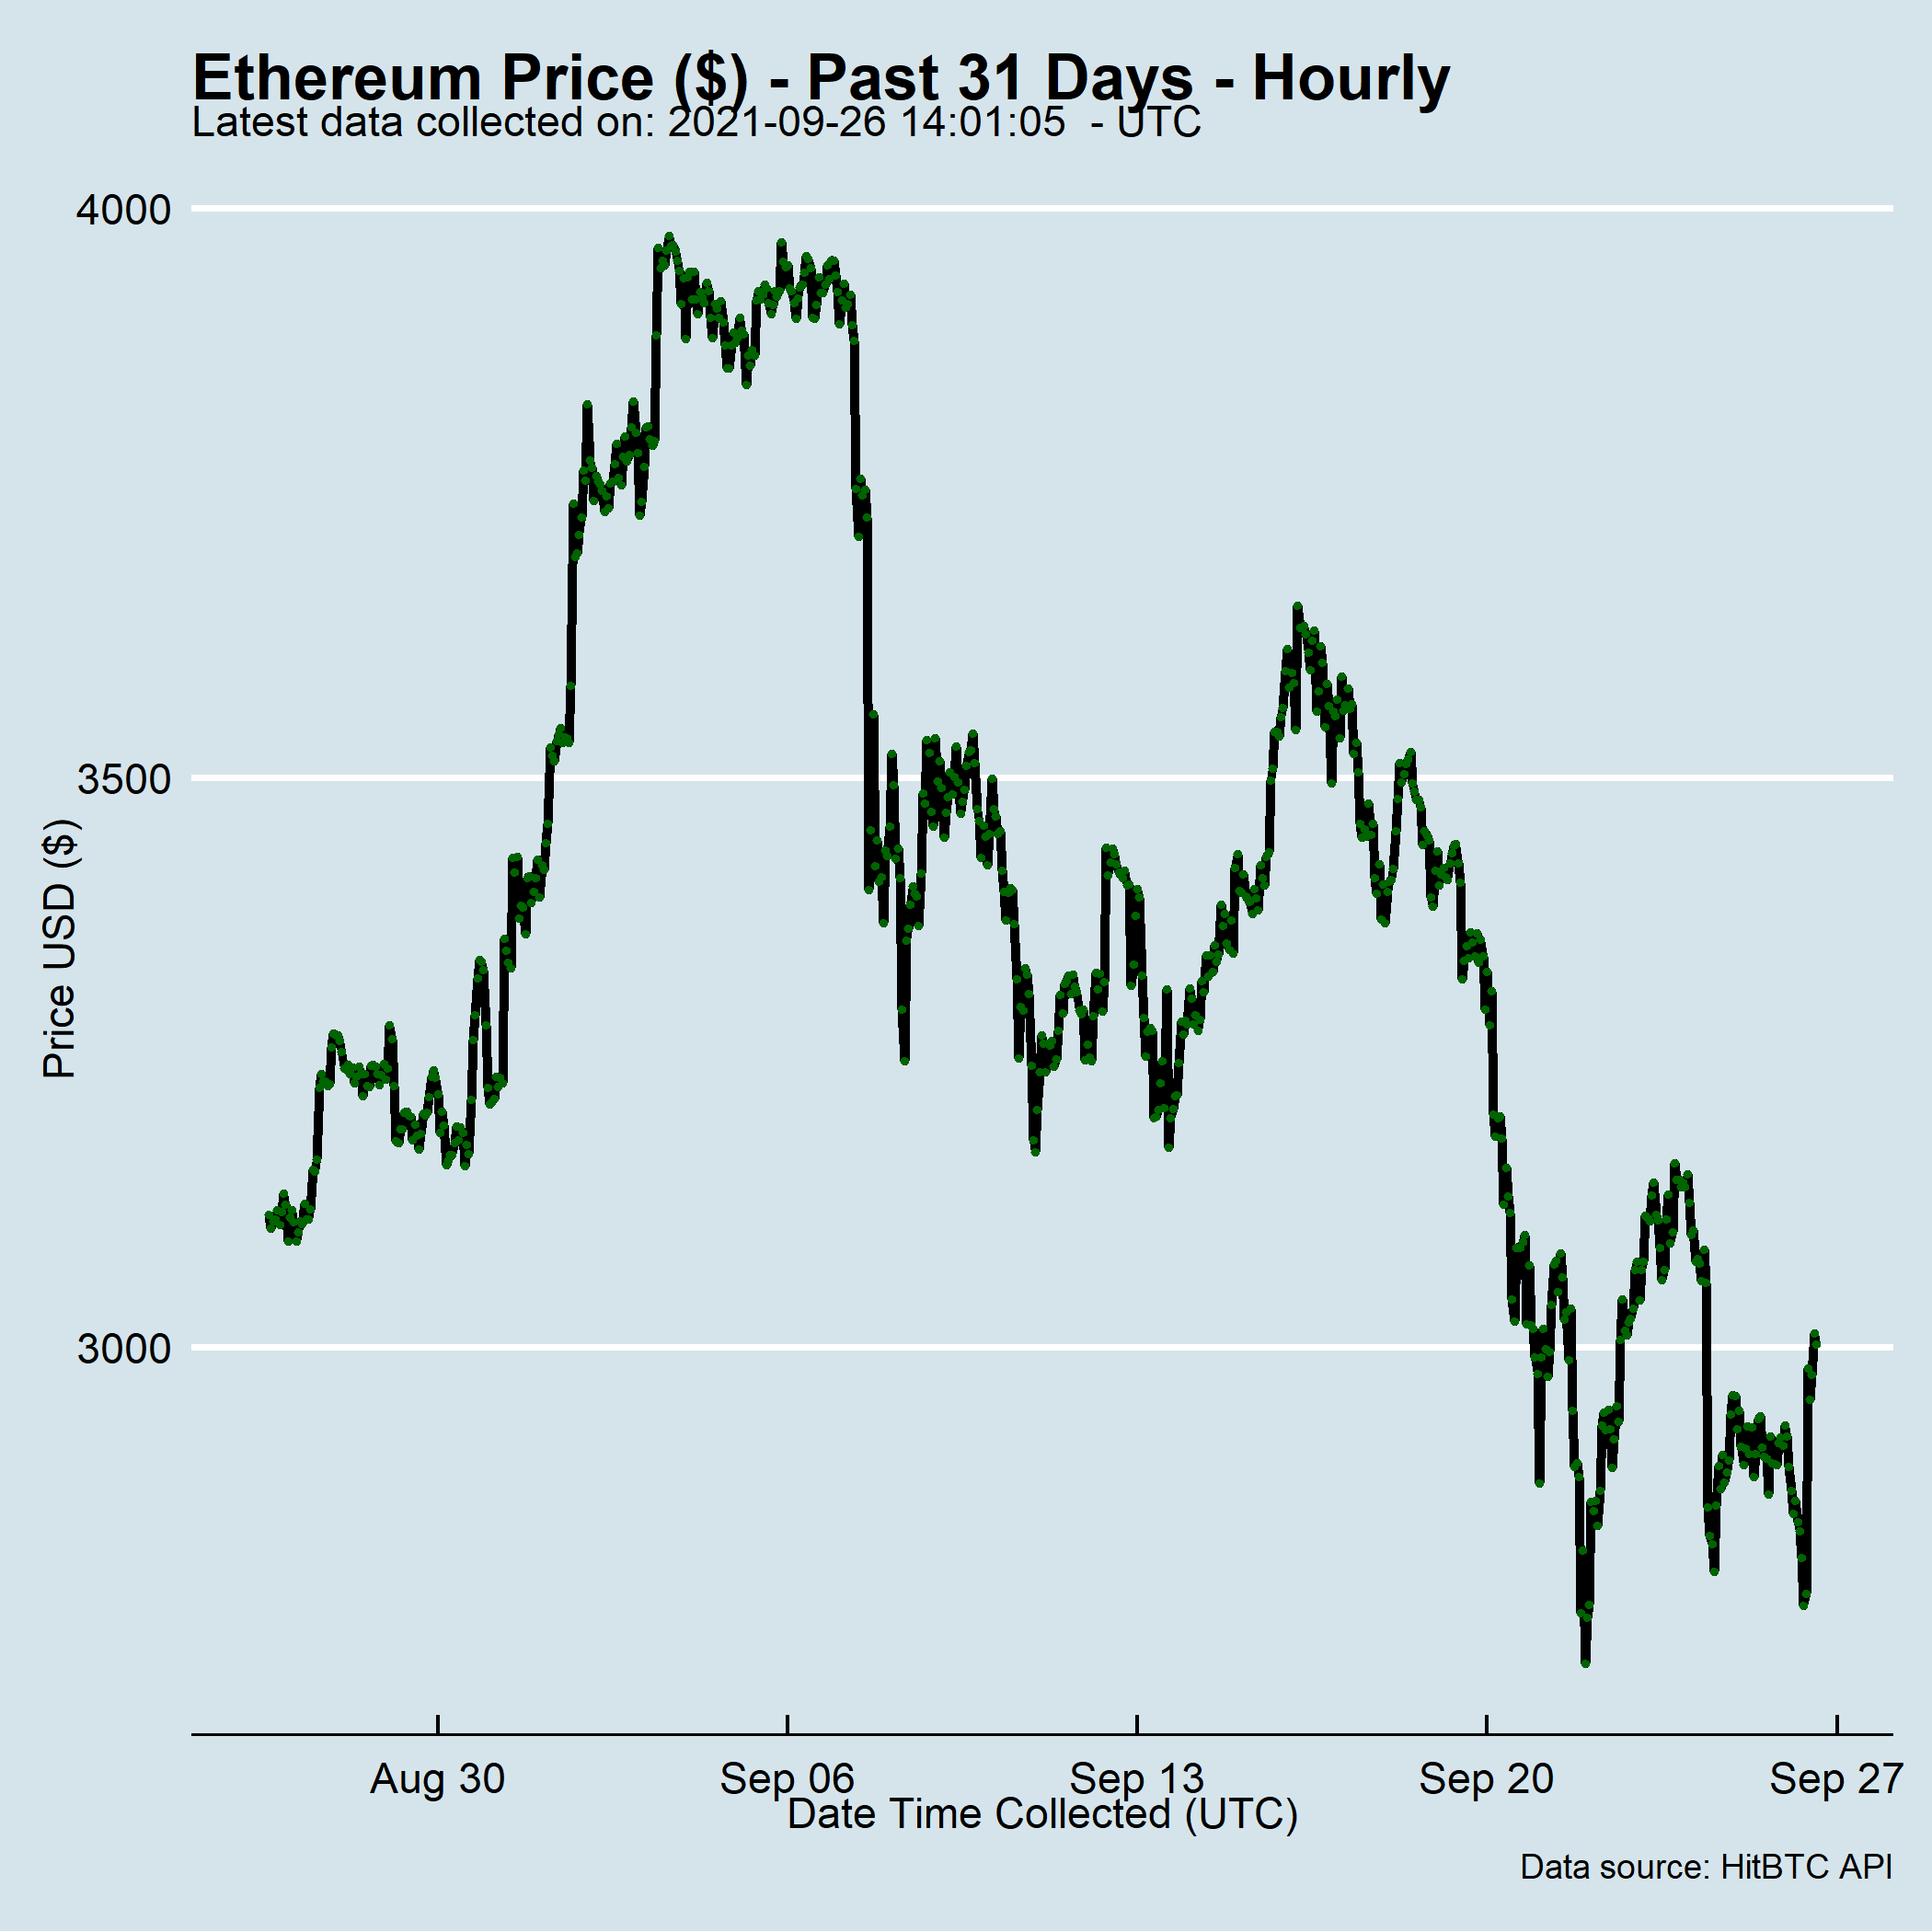 Ethereum Price ($) - Past 31 Days - Hourly
Latest data collected on: 2021-09-26 14:01:05  - UTC
4000
3500
3000
Price USD ($)
Aug 30
Sep 06
Sep 13
Sep 20
Sep 27
Date Time Collected (UTC)
Data source: HitBTC API